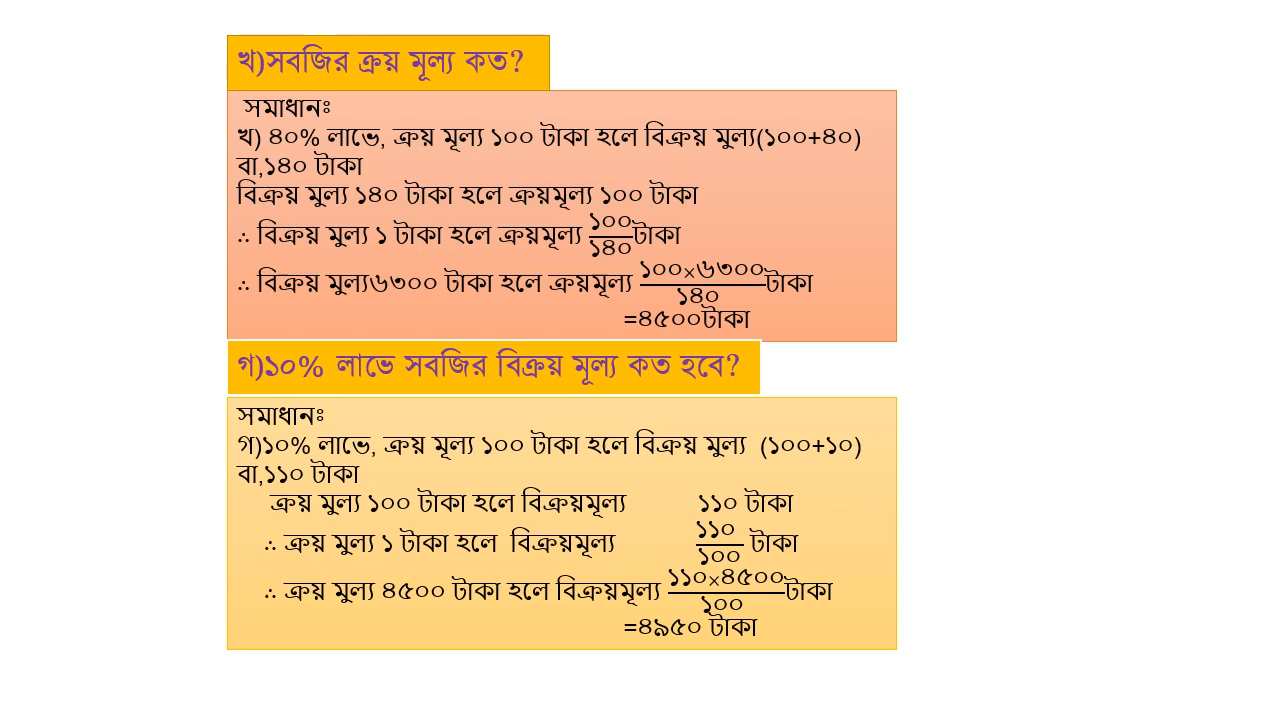 খ)সবজির ক্রয় মূল্য কত?
সমাধানঃ
খ) ৪০% লাভে, ক্রয় মূল্য ১০০ টাকা হলে বিক্রয় মুল্য(১০০+৪০)
বা,১৪০ টাকা
বিক্রয় মুল্য ১৪০ টাকা হলে ক্রয়মূল্য ১০০ টাকা
∴ বিক্রয় মুল্য ১ টাকা হলে ক্রয়মূল্য ১০০/১৪০টাকা
∴ বিক্রয় মুল্য৬৩০০ টাকা হলে ক্রয়মূল্য ১০০×৬৩০০/১৪০টাকা
=৪৫০০টাকা
গ)১০% লাভে সবজির বিক্রয় মূল্য কত হবে?
সমাধানঃ
গ)১০% লাভে, ক্রয় মূল্য ১০০ টাকা হলে বিক্রয় মুল্য (১০০+১০)
বা,১১০ টাকা
ক্রয় মুল্য ১০০ টাকা হলে বিক্রয়মূল্য ১১০ টাকা
∴ ক্রয় মুল্য ১ টাকা হলে বিক্রয়মূল্য ১১০/১০০ টাকা
∴ ক্রয় মুল্য ৪৫০০ টাকা হলে বিক্রয়মূল্য ১১০×৪৫০০/১০০টাকা
=৪৯৫০ টাকা